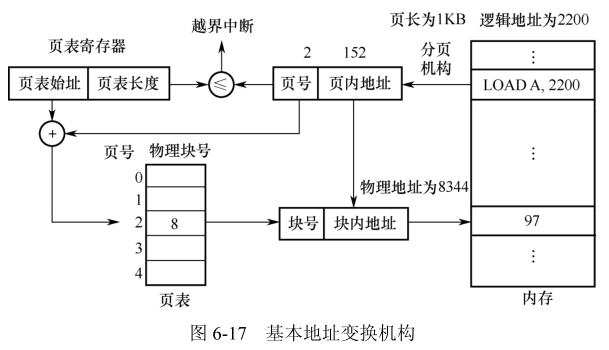 页长为1KB 逻辑地址为2200
越界中断
页表寄存器
2 152
分页
机构
⋮
页表始址 页表长度
≤
页号 页内地址
LOAD A, 2200
+
页号 物理块号
⋮
0
1
物理地址为8344
2 8
块号 块内地址
97
3
4
⋮
页表
内存
图 6-17 基本地址变换机构